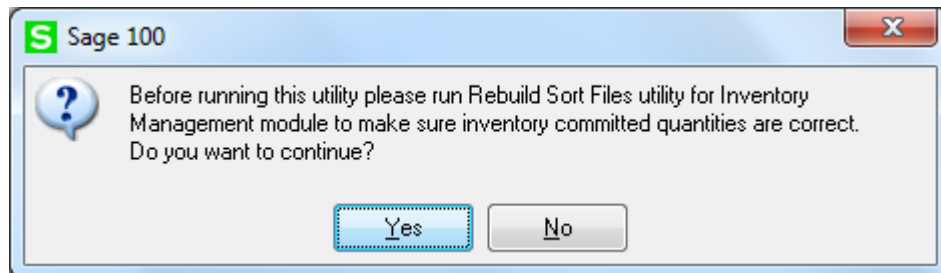 S Sage 100
Before running this utility please run Rebuild Sort Files utility for Inventory
Management module to make sure inventory committed quantities are correct.
Do you want to continue?
Yes No